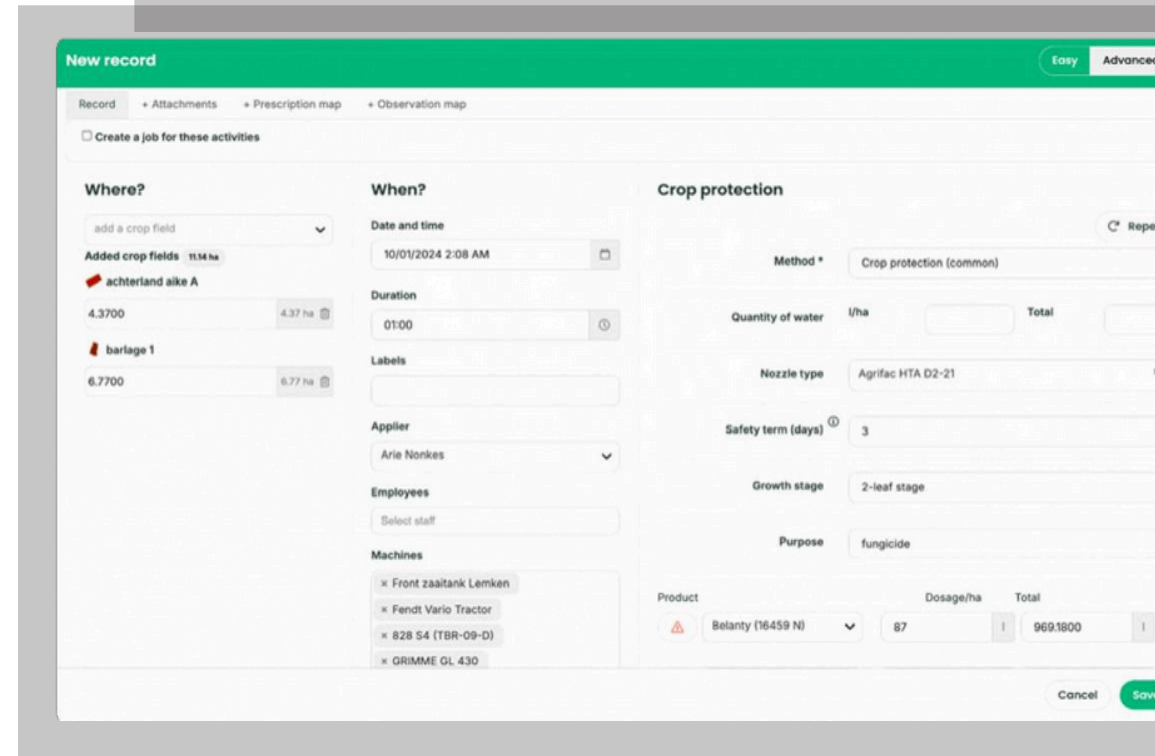 New record
Easy Advanced
Record + Attachments + Prescription map + Observation map
Create a job for these activities
Where?
add a crop field
Added crop fields 11.14 ha
achterland aike A
4.3700 4.37 ha
barlage 1
6.7700 6.77 ha
When?
Date and time
10/01/2024 2:08 AM
Duration
01:00
Labels
Applier
Arie Nonkes
Employees
Select staff
Machines
× Front zaaitank Lemken
× Fendt Vario Tractor
× 828 S4 (TBR-09-D)
× GRIMME GL 430
Crop protection
Repe
Method * Crop protection (common)
Quantity of water l/ha Total
Nozzle type Agrifac HTA D2-21
Safety term (days) 3
Growth stage 2-leaf stage
Purpose fungicide
Product Dosage/ha Total
Belanty (16459 N) 87 l 969.1800 l
Cancel Save